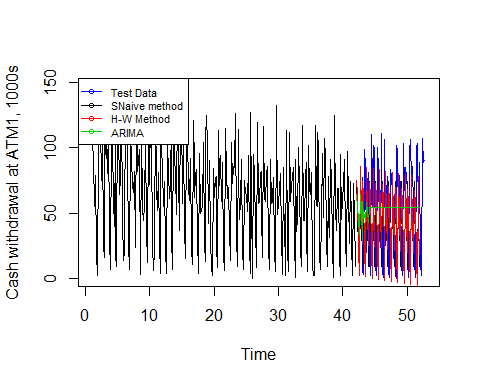 Cash withdrawal at ATM1, 1000s
150
100
50
0
Test Data
SNaive method
H-W Method
ARIMA
0 10 20 30 40 50
Time